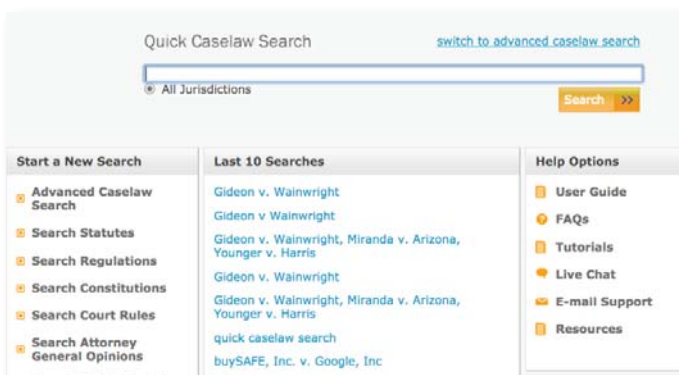 Quick Caselaw Search
switch to advanced caselaw search
All Jurisdictions
Search >>
Start a New Search
Advanced Caselaw
Search
Search Statutes
Search Regulations
Search Constitutions
Search Court Rules
Search Attorney
General Opinions
Last 10 Searches
Gideon v. Wainwright
Gideon v Wainwright
Gideon v. Wainwright, Miranda v. Arizona,
Younger v. Harris
Gideon v. Wainwright
Gideon v. Wainwright, Miranda v. Arizona,
Younger v. Harris
quick caselaw search
buySAFE, Inc. v. Google, Inc
Help Options
User Guide
FAQs
Tutorials
Live Chat
E-mail Support
Resources